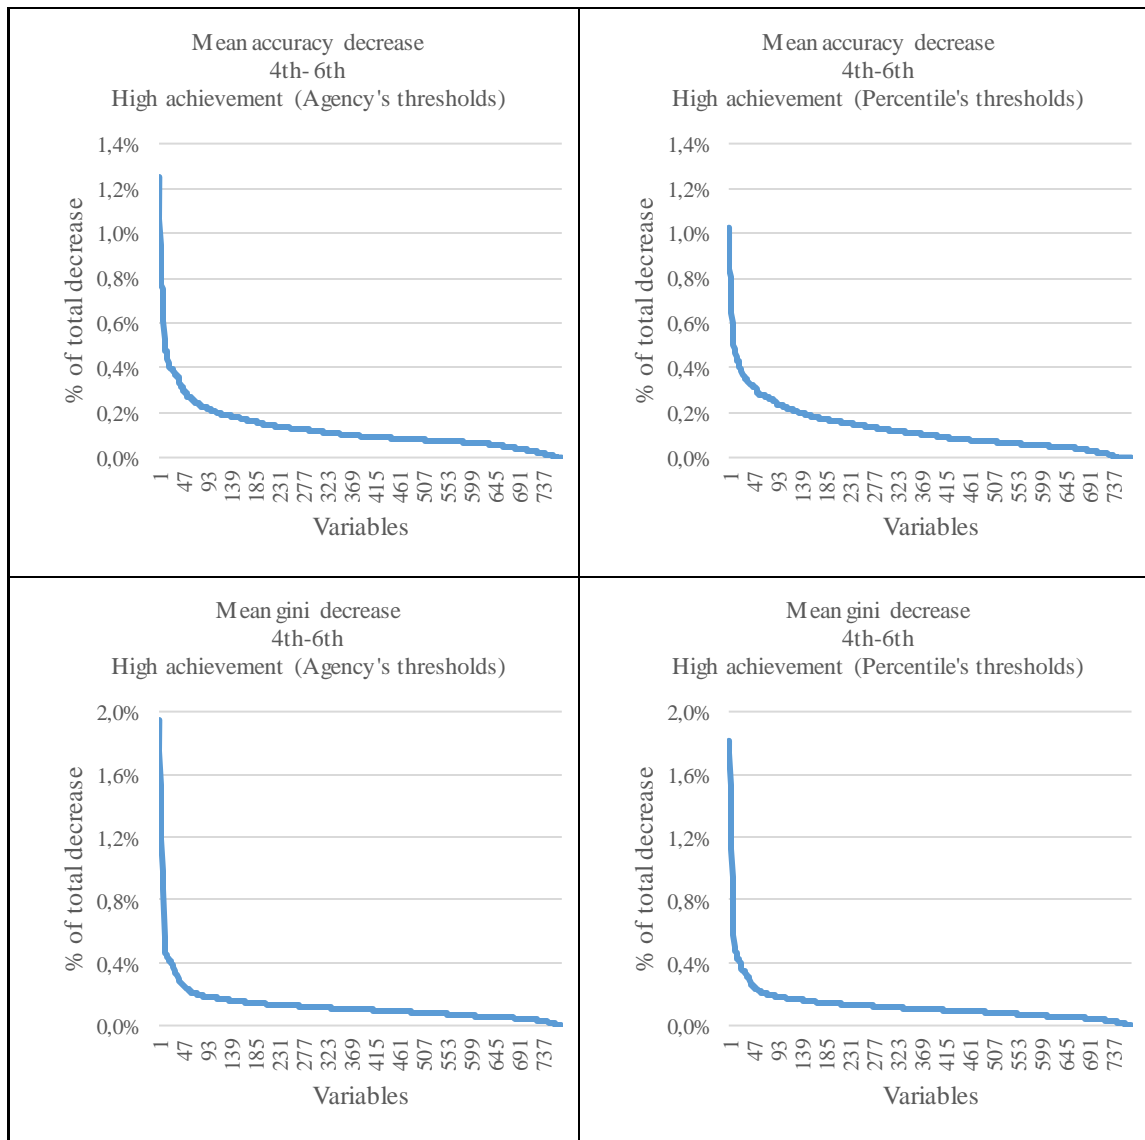 Mean accuracy decrease
4th- 6th
High achievement (Agency's thresholds)
1,4%
1,2%
1,0%
0,8%
0,6%
0,4%
0,2%
0,0%
% of total decrease
1 47 93 139 185 231 277 323 369 415 461 507 553 599 645 691 737
Variables
Mean accuracy decrease
4th-6th
High achievement (Percentile's thresholds)
1,4%
1,2%
1,0%
0,8%
0,6%
0,4%
0,2%
0,0%
% of total decrease
1 47 93 139 185 231 277 323 369 415 461 507 553 599 645 691 737
Variables
Mean gini decrease
4th-6th
High achievement (Agency's thresholds)
2,0%
1,6%
1,2%
0,8%
0,4%
0,0%
% of total decrease
1 47 93 139 185 231 277 323 369 415 461 507 553 599 645 691 737
Variables
Mean gini decrease
4th-6th
High achievement (Percentile's thresholds)
2,0%
1,6%
1,2%
0,8%
0,4%
0,0%
% of total decrease
1 47 93 139 185 231 277 323 369 415 461 507 553 599 645 691 737
Variables